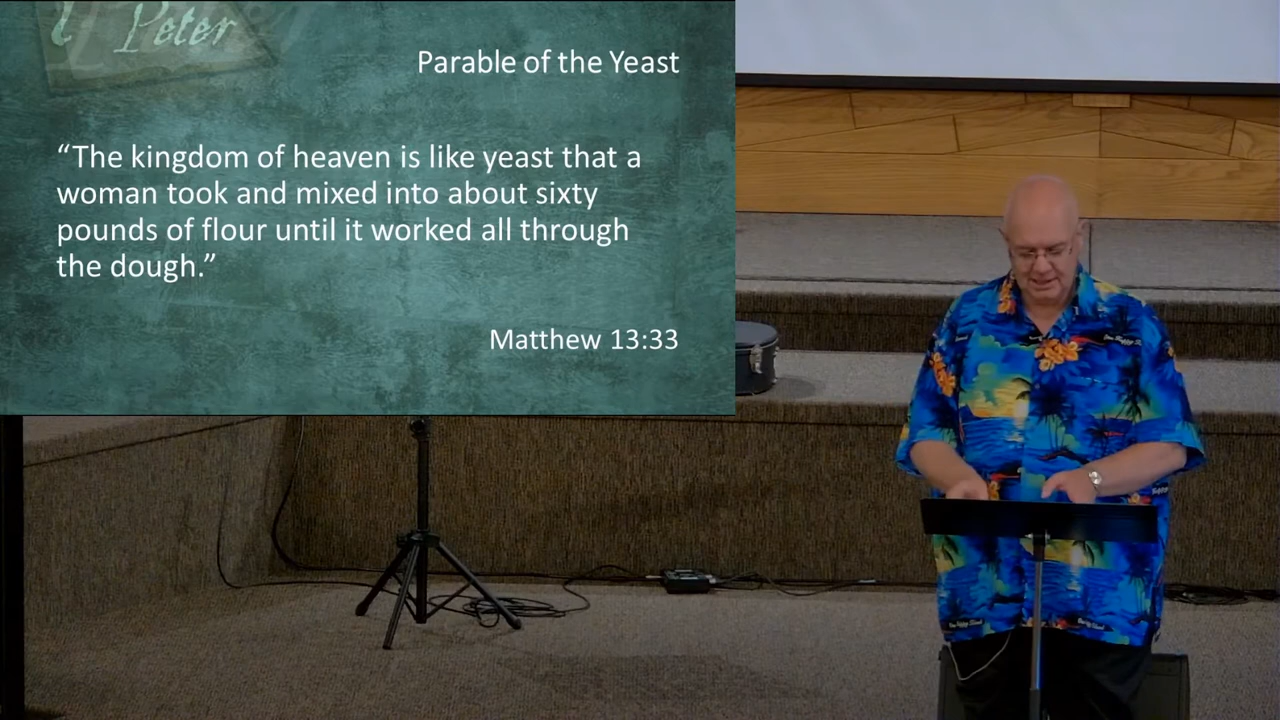 Peter
Parable of the Yeast
“The kingdom of heaven is like yeast that a
woman took and mixed into about sixty
pounds of flour until it worked all through
the dough.”
Matthew 13:33